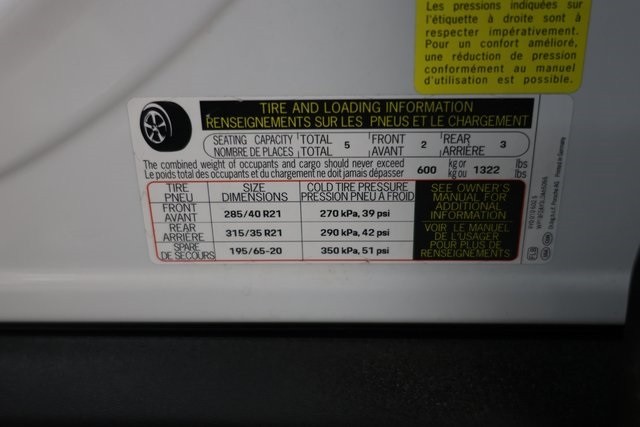 Les pressions indiquées sur
l'étiquette à droite sont à
respecter impérativement.
Pour un confort amélioré,
une réduction de pression
conformément au manuel
d'utilisation est possible.
TIRE AND LOADING INFORMATION
RENSEIGNEMENTS SUR LES PNEUS ET LE CHARGEMENT
SEATING CAPACITY TOTAL 5 FRONT 2 REAR 3
NOMBRE DE PLACES TOTAL AVANT ARRIÈRE
The combined weight of occupants and cargo should never exceed 600 kg or 1322 lbs
Le poids total des occupants et du chargement ne doit jamais dépasser kg ou lbs
TIRE SIZE COLD TIRE PRESSURE
PNEU DIMENSIONS PRESSION PNEU À FROID
FRONT 285/40 R21 270 kPa, 39 psi
AVANT
REAR 315/35 R21 290 kPa, 42 psi
ARRIÈRE
SPARE 195/65-20 350 kPa, 51 psi
DE SECOURS
SEE OWNER'S
MANUAL FOR
ADDITIONAL
INFORMATION
VOIR LE MANUEL
DE L'USAGER
POUR PLUS DE
RENSEIGNEMENTS
Printed in Germany